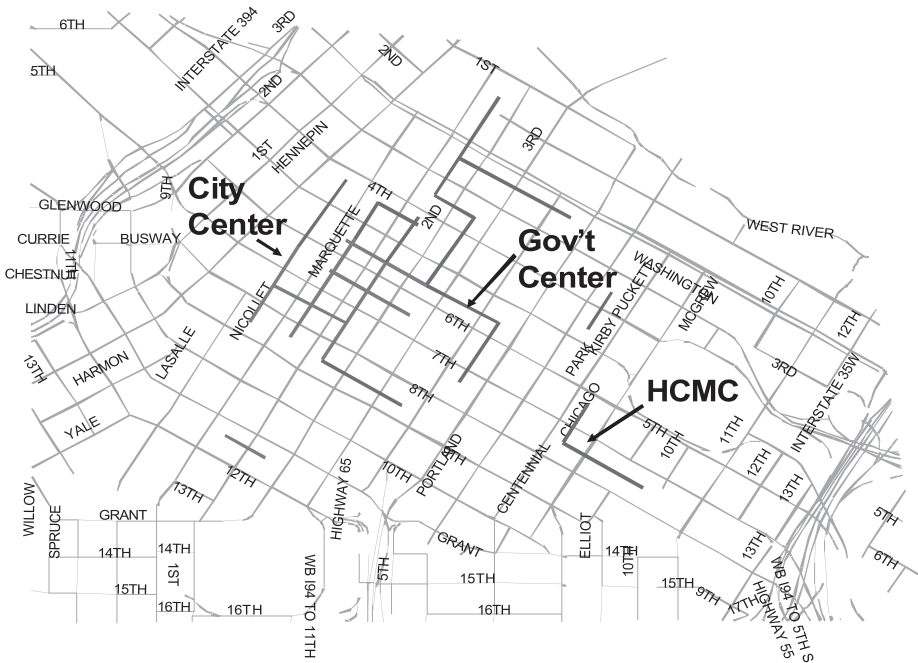 6TH
INTERSTATE 394
3RD
2ND
5TH
2ND
1ST
3RD
1ST
HENNEPIN
9TH
City
Center
4TH
GLENWOOD
MARQUETTE
2ND
WEST RIVER
CURRIE
BUSWAY
Gov't
Center
11TH
CHESTNUT
WASHINGTON
KIRBY PUCKETT
MCGREW
10TH
LINDEN
NICOLLET
6TH
12TH
LASALLE
7TH
PARK
13TH
HARMON
3RD
INTERSTATE 35W
8TH
HCMC
YALE
CHICAGO
5TH
10TH
11TH
PORTLAND
9TH
12TH
10TH
CENTENNIAL
12TH
13TH
13TH
HIGHWAY 65
WILLOW
SPRUCE
GRANT
5TH
GRANT
ELLIOT
13TH
14TH
14TH
14TH
6TH
1ST
5TH
10TH
WB I94 TO 11TH
15TH
15TH
15TH
9TH
17TH
16TH
16TH
16TH
HIGHWAY 55
WB I94 TO 5TH S